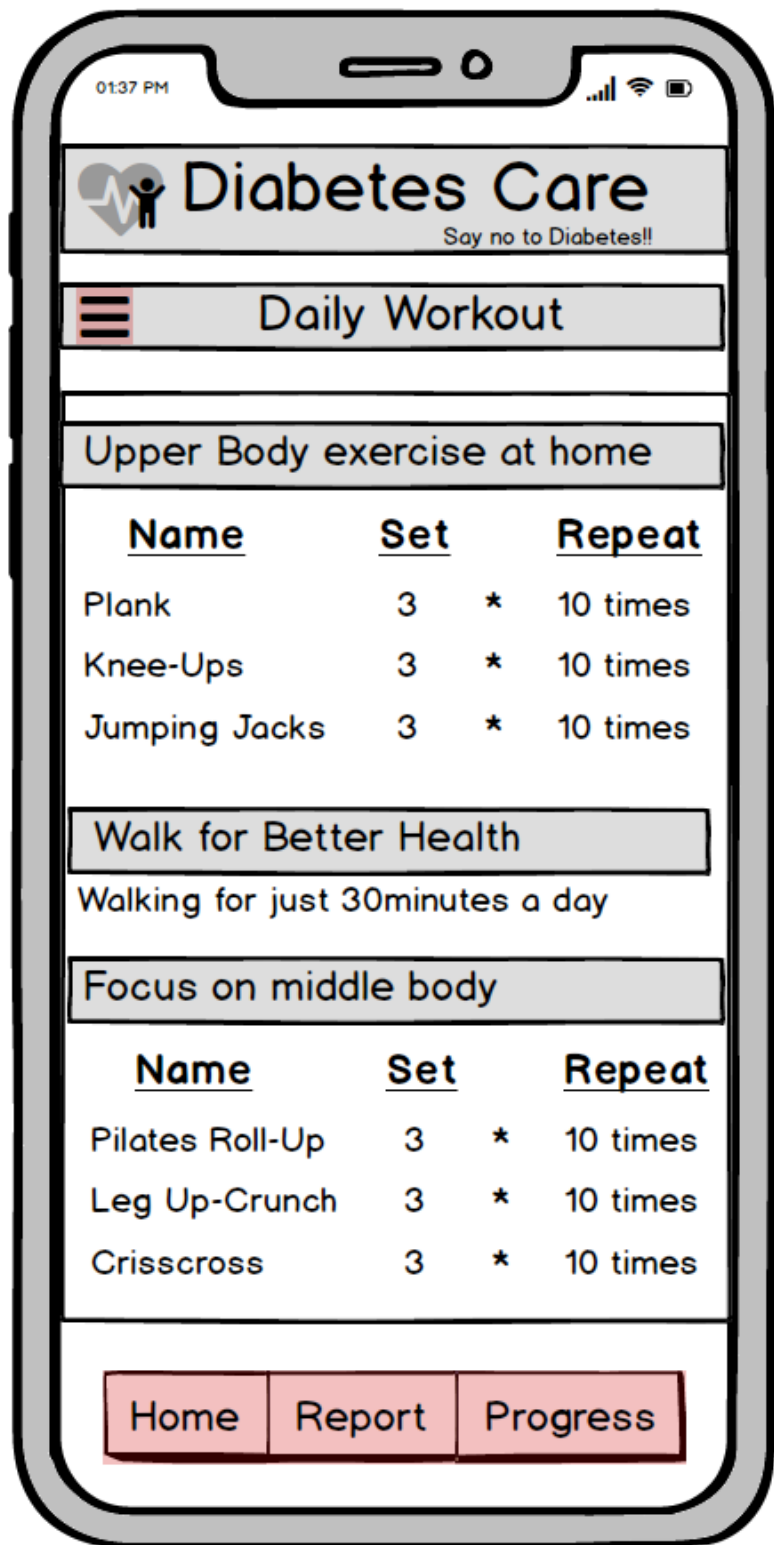 01:37 PM
Diabetes Care
Say no to Diabetes!!
Daily Workout
Upper Body exercise at home
Name Set Repeat
Plank 3 * 10 times
Knee-Ups 3 * 10 times
Jumping Jacks 3 * 10 times
Walk for Better Health
Walking for just 30minutes a day
Focus on middle body
Name Set Repeat
Pilates Roll-Up 3 * 10 times
Leg Up-Crunch 3 * 10 times
Crisscross 3 * 10 times
Home Report Progress